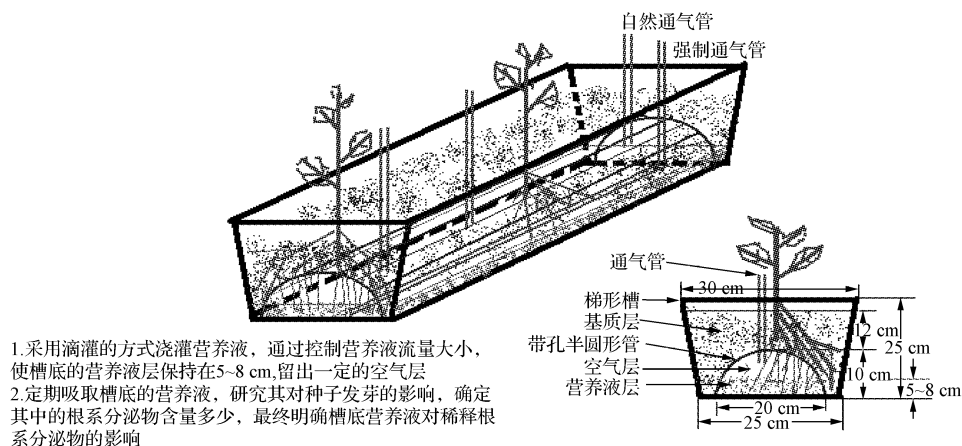 自然通气管
强制通气管
通气管
30 cm
梯形槽
基质层
12 cm
带孔半圆形管
25 cm
空气层
10 cm
营养液层
5~8 cm
20 cm
25 cm
1.采用滴灌的方式浇灌营养液，通过控制营养液流量大小，
使槽底的营养液层保持在5~8 cm,留出一定的空气层
2.定期吸取槽底的营养液，研究其对种子发芽的影响，确定
其中的根系分泌物含量多少，最终明确槽底营养液对稀释根
系分泌物的影响